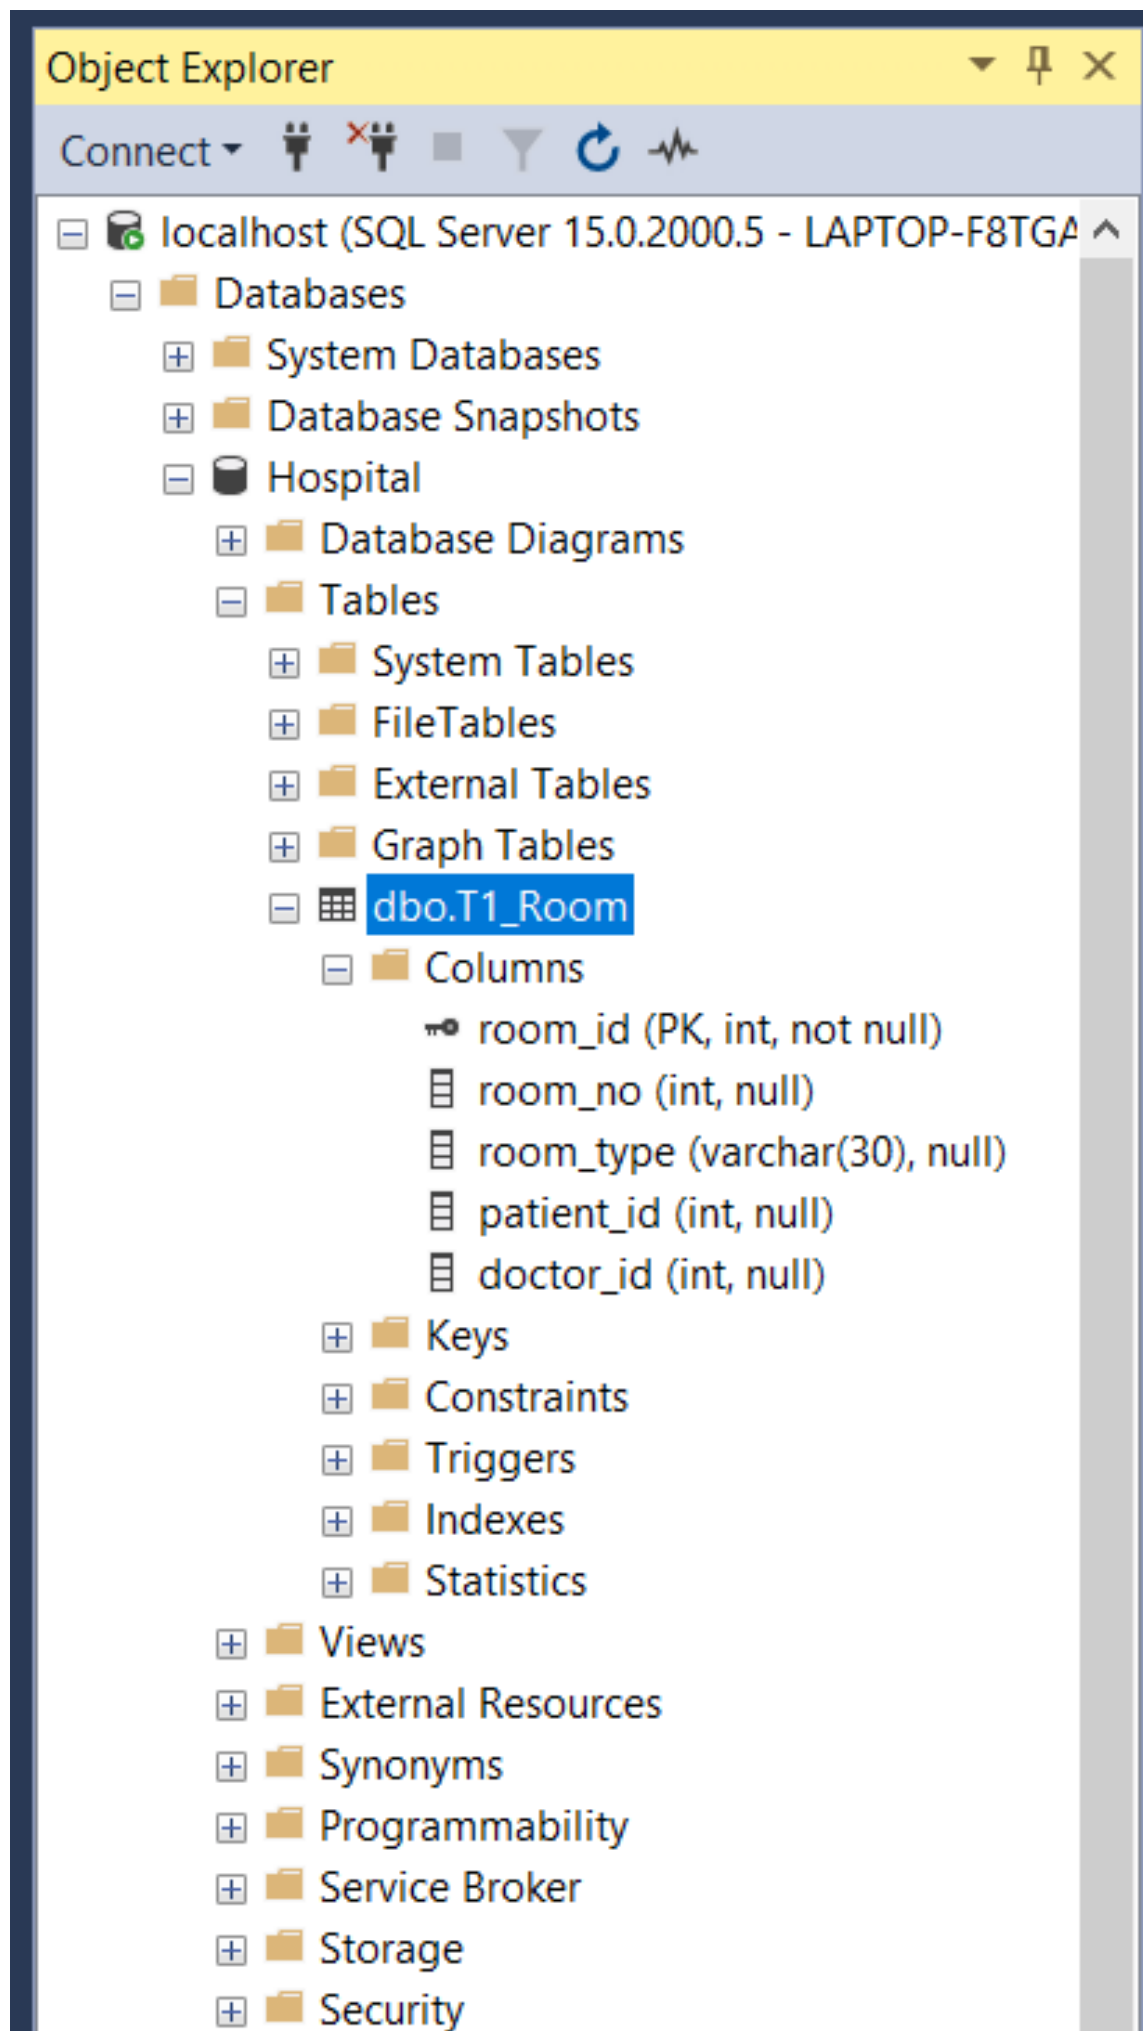 Object Explorer
Connect
localhost (SQL Server 15.0.2000.5 - LAPTOP-F8TGA
Databases
System Databases
Database Snapshots
Hospital
Database Diagrams
Tables
System Tables
FileTables
External Tables
Graph Tables
dbo.T1_Room
Columns
room_id (PK, int, not null)
room_no (int, null)
room_type (varchar(30), null)
patient_id (int, null)
doctor_id (int, null)
Keys
Constraints
Triggers
Indexes
Statistics
Views
External Resources
Synonyms
Programmability
Service Broker
Storage
Security